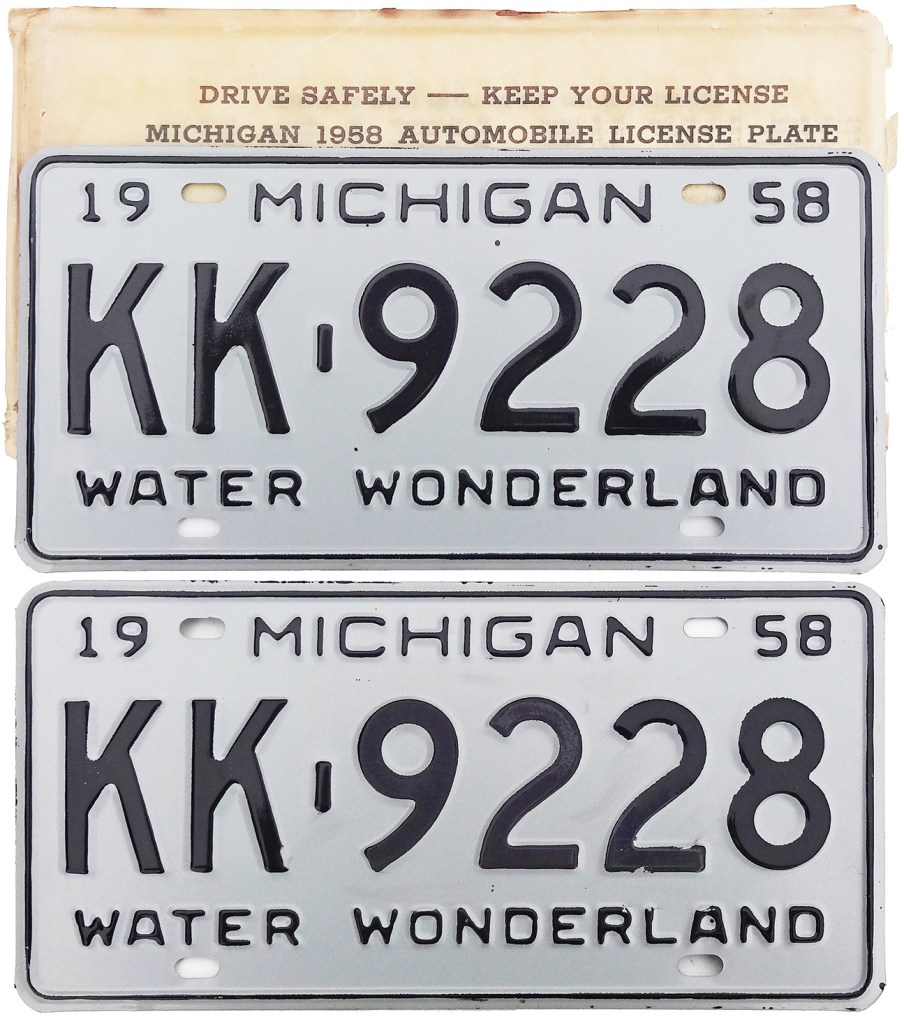 DRIVE SAFELY — KEEP YOUR LICENSE
MICHIGAN 1958 AUTOMOBILE LICENSE PLATE
19 MICHIGAN 58
KK-9228
WATER WONDERLAND
19 MICHIGAN 58
KK-9228
WATER WONDERLAND